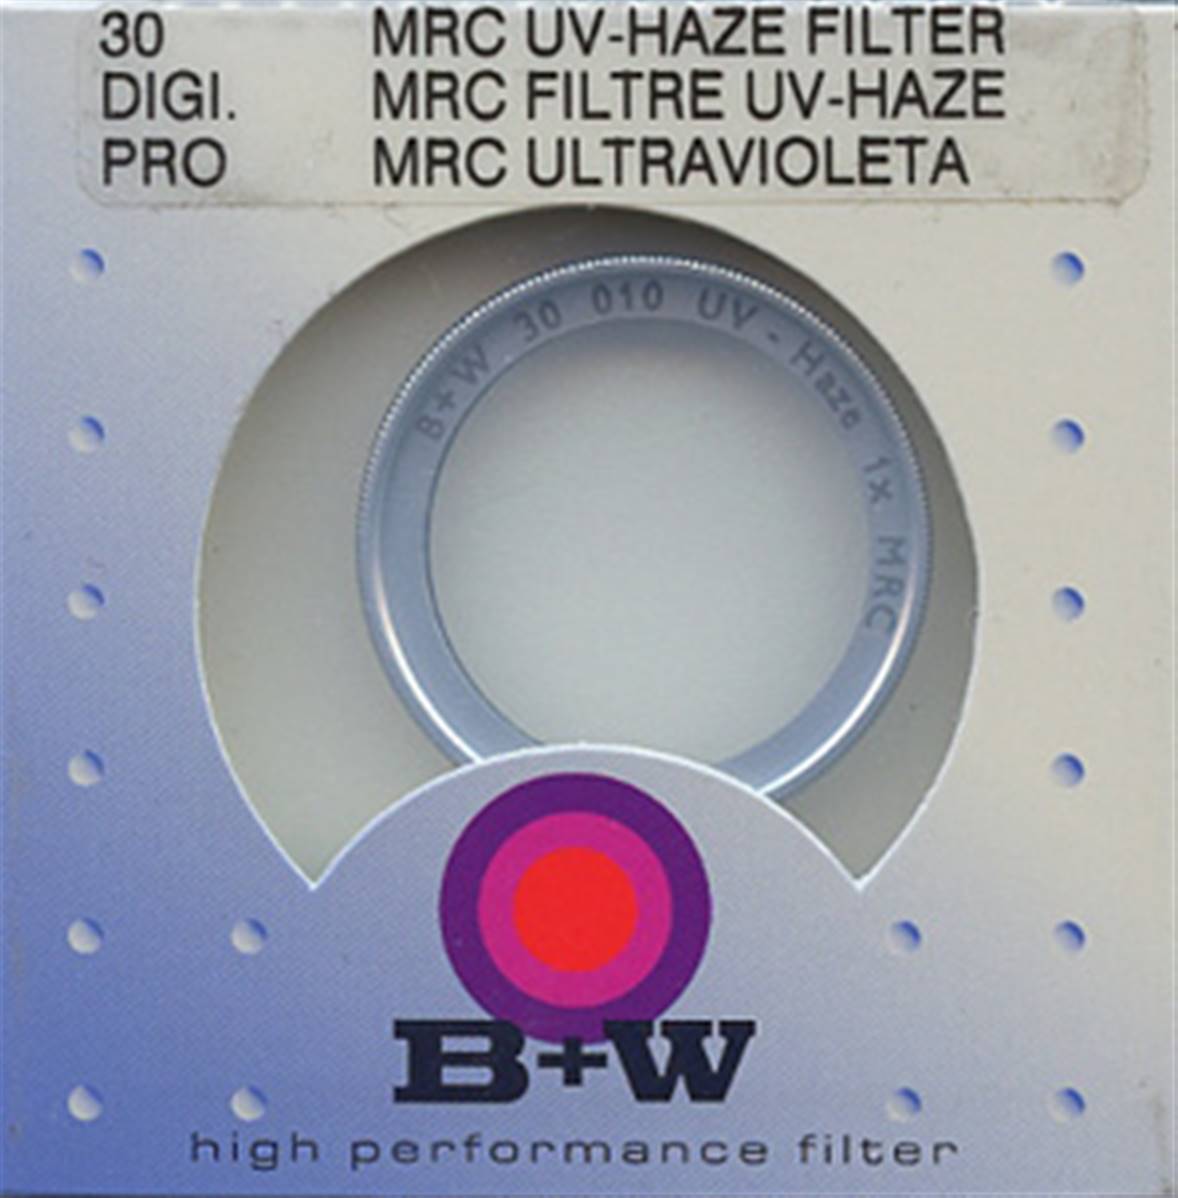 30 MRC UV-HAZE FILTER
DIGI. MRC FILTRE UV-HAZE
PRO MRC ULTRAVIOLETA
B+W 30 010 UV - Haze 1x MRC
B+W
high performance filter